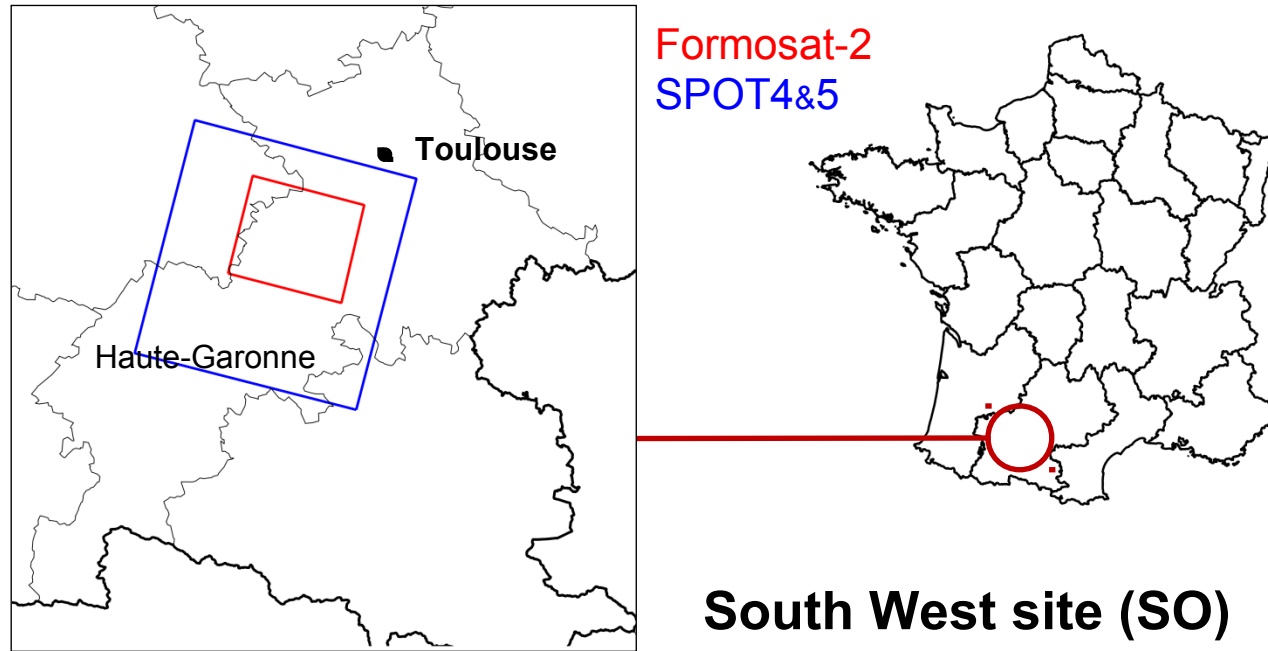 Formosat-2
SPOT4&5
Toulouse
Haute-Garonne
South West site (SO)